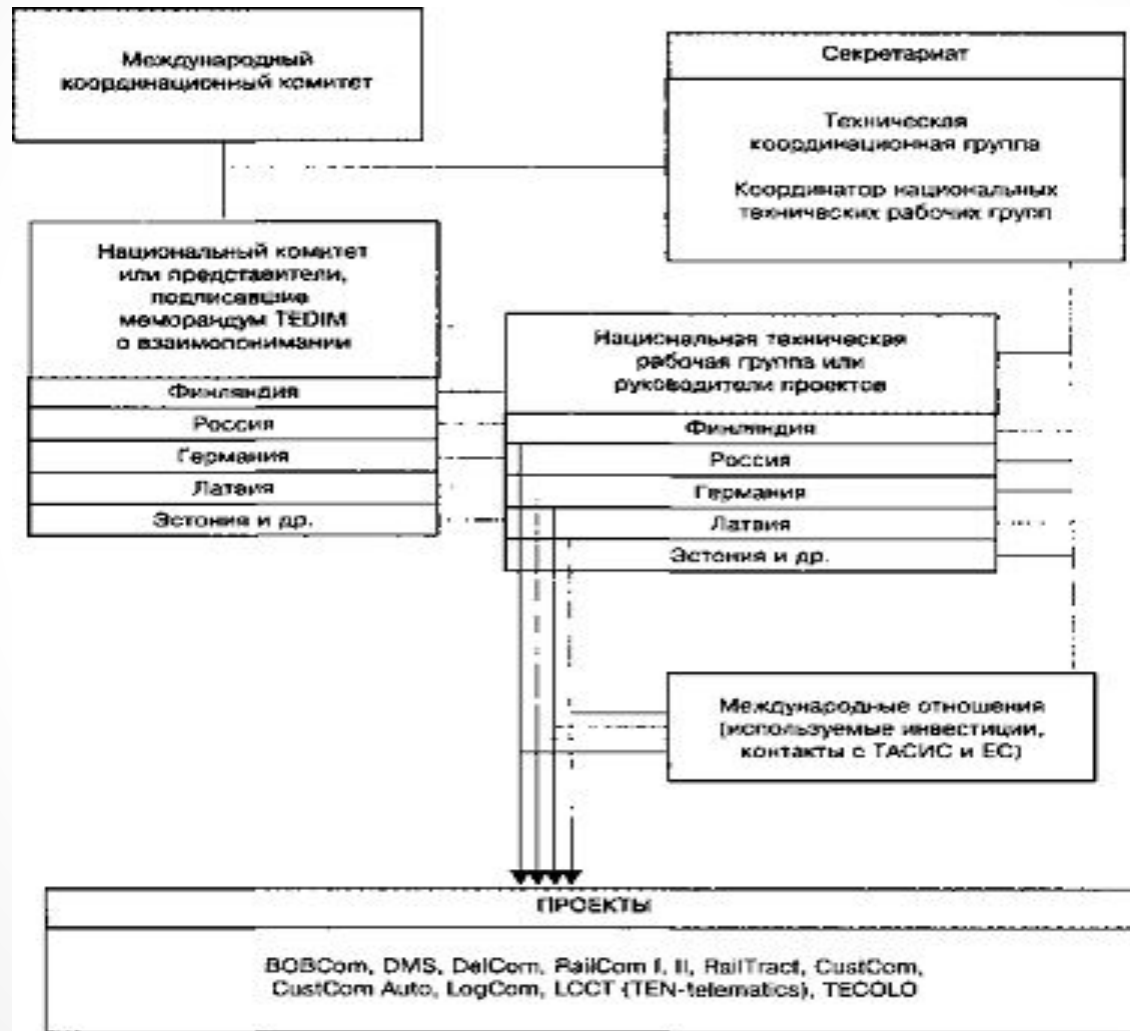 Международный
координационный комитет
Секретариат
Техническая
координационная группа
Координатор национальных
технических рабочих групп
Национальный комитет
или представители,
подписавшие
меморандум TEDIM
о взаимопонимании
Финляндия
Россия
Германия
Латвия
Эстония и др.
Национальная техническая
рабочая группа или
руководители проектов
Финляндия
Россия
Германия
Латвия
Эстония и др.
Международные отношения
(используемые инвестиции,
контакты с ТАСИС и ЕС)
ПРОЕКТЫ
BOBCom, DMS, DelCom, RailCom I, II, RailTract, CustCom,
CustCom Auto, LogCom, LCCT (TEN-telematics), TECOLO